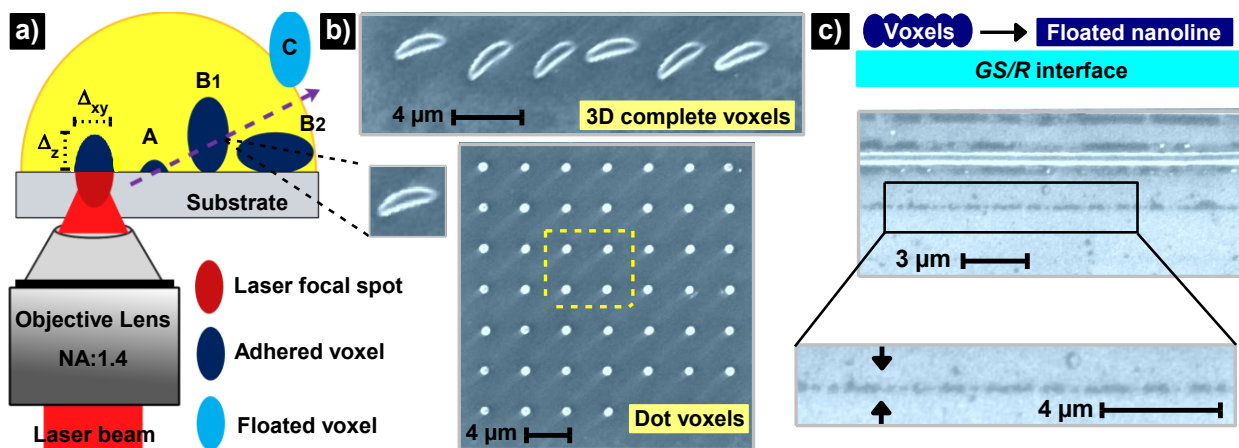 a)
C
Δxy
B1
Δz
A
B2
Substrate
Objective Lens
NA:1.4
Laser beam
Laser focal spot
Adhered voxel
Floated voxel
b)
4 µm
3D complete voxels
Dot voxels
4 µm
c)
Voxels
Floated nanoline
GS/R interface
3 µm
4 µm